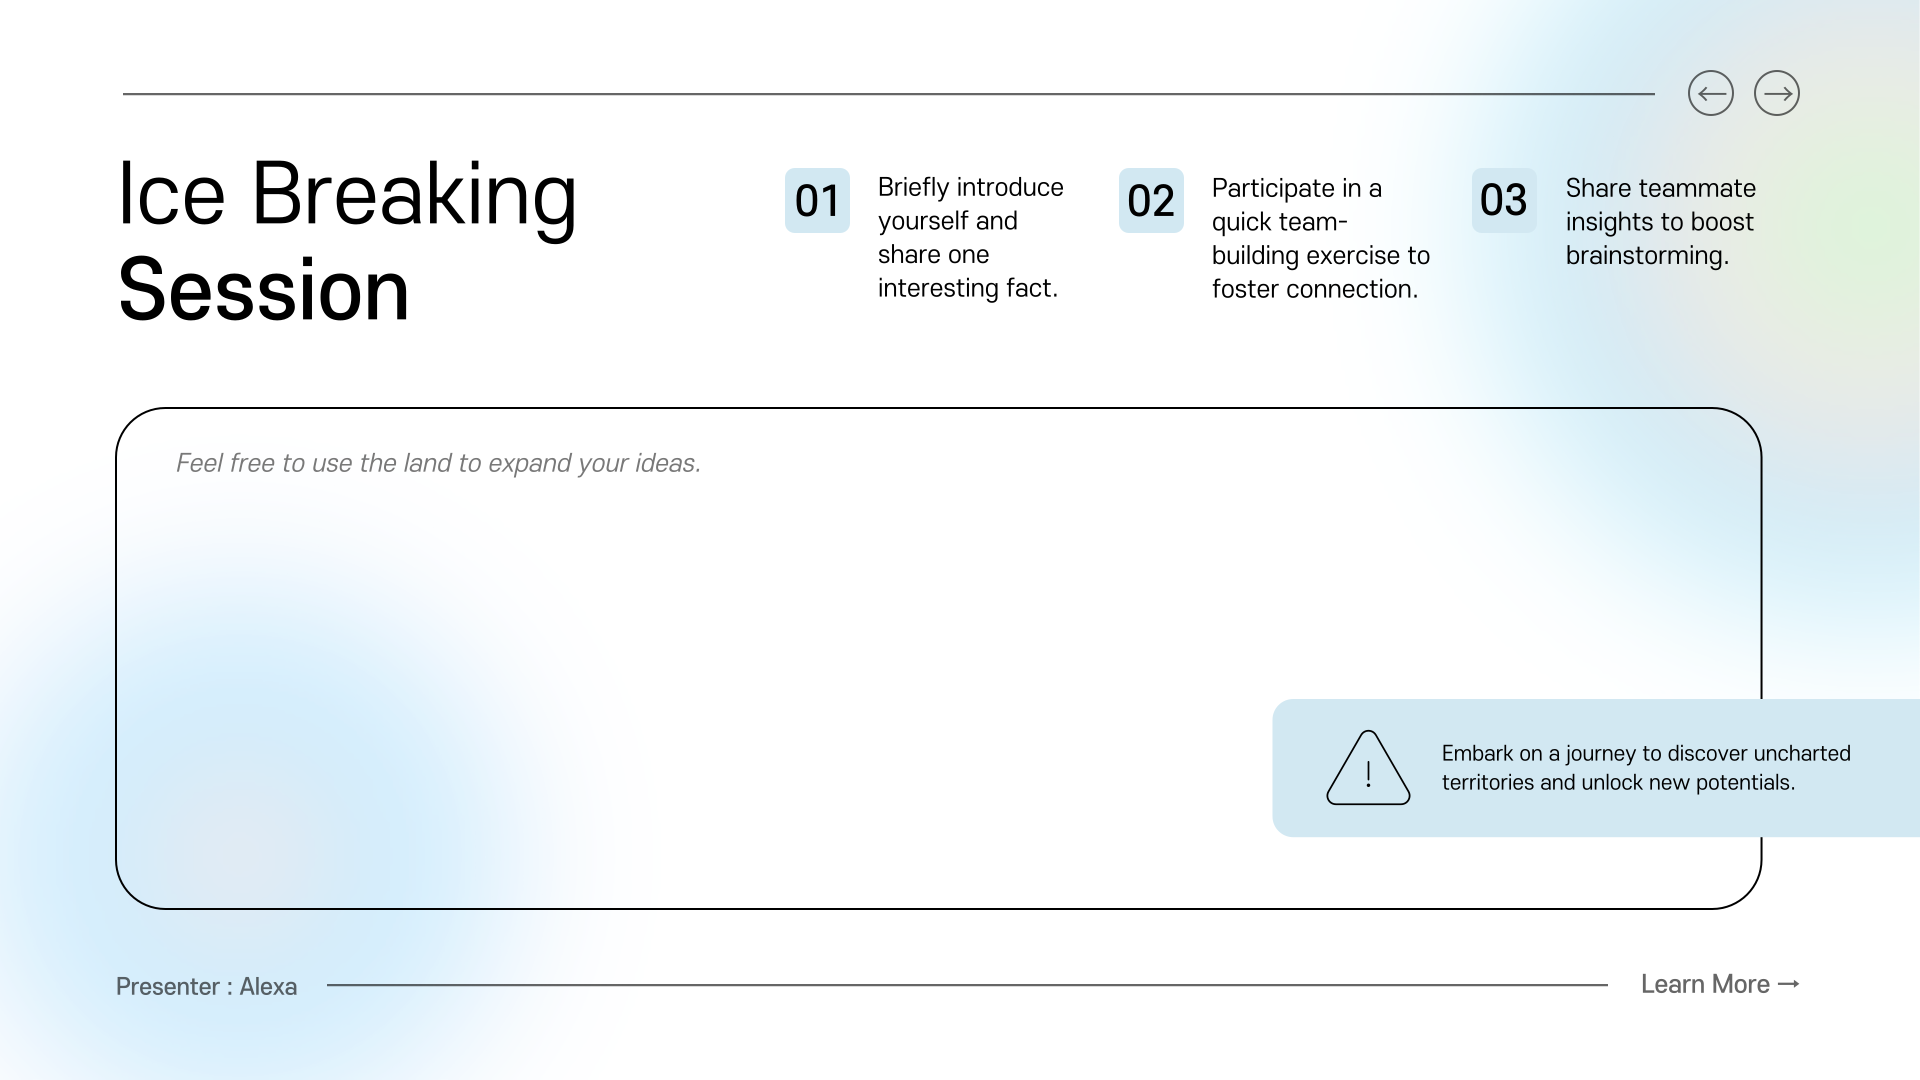 Ice Breaking
Session
01
Briefly introduce
yourself and
share one
interesting fact.
02
Participate in a
quick team-
building exercise to
foster connection.
03
Share teammate
insights to boost
brainstorming.
Feel free to use the land to expand your ideas.
!
Embark on a journey to discover uncharted
territories and unlock new potentials.
Presenter : Alexa
Learn More →